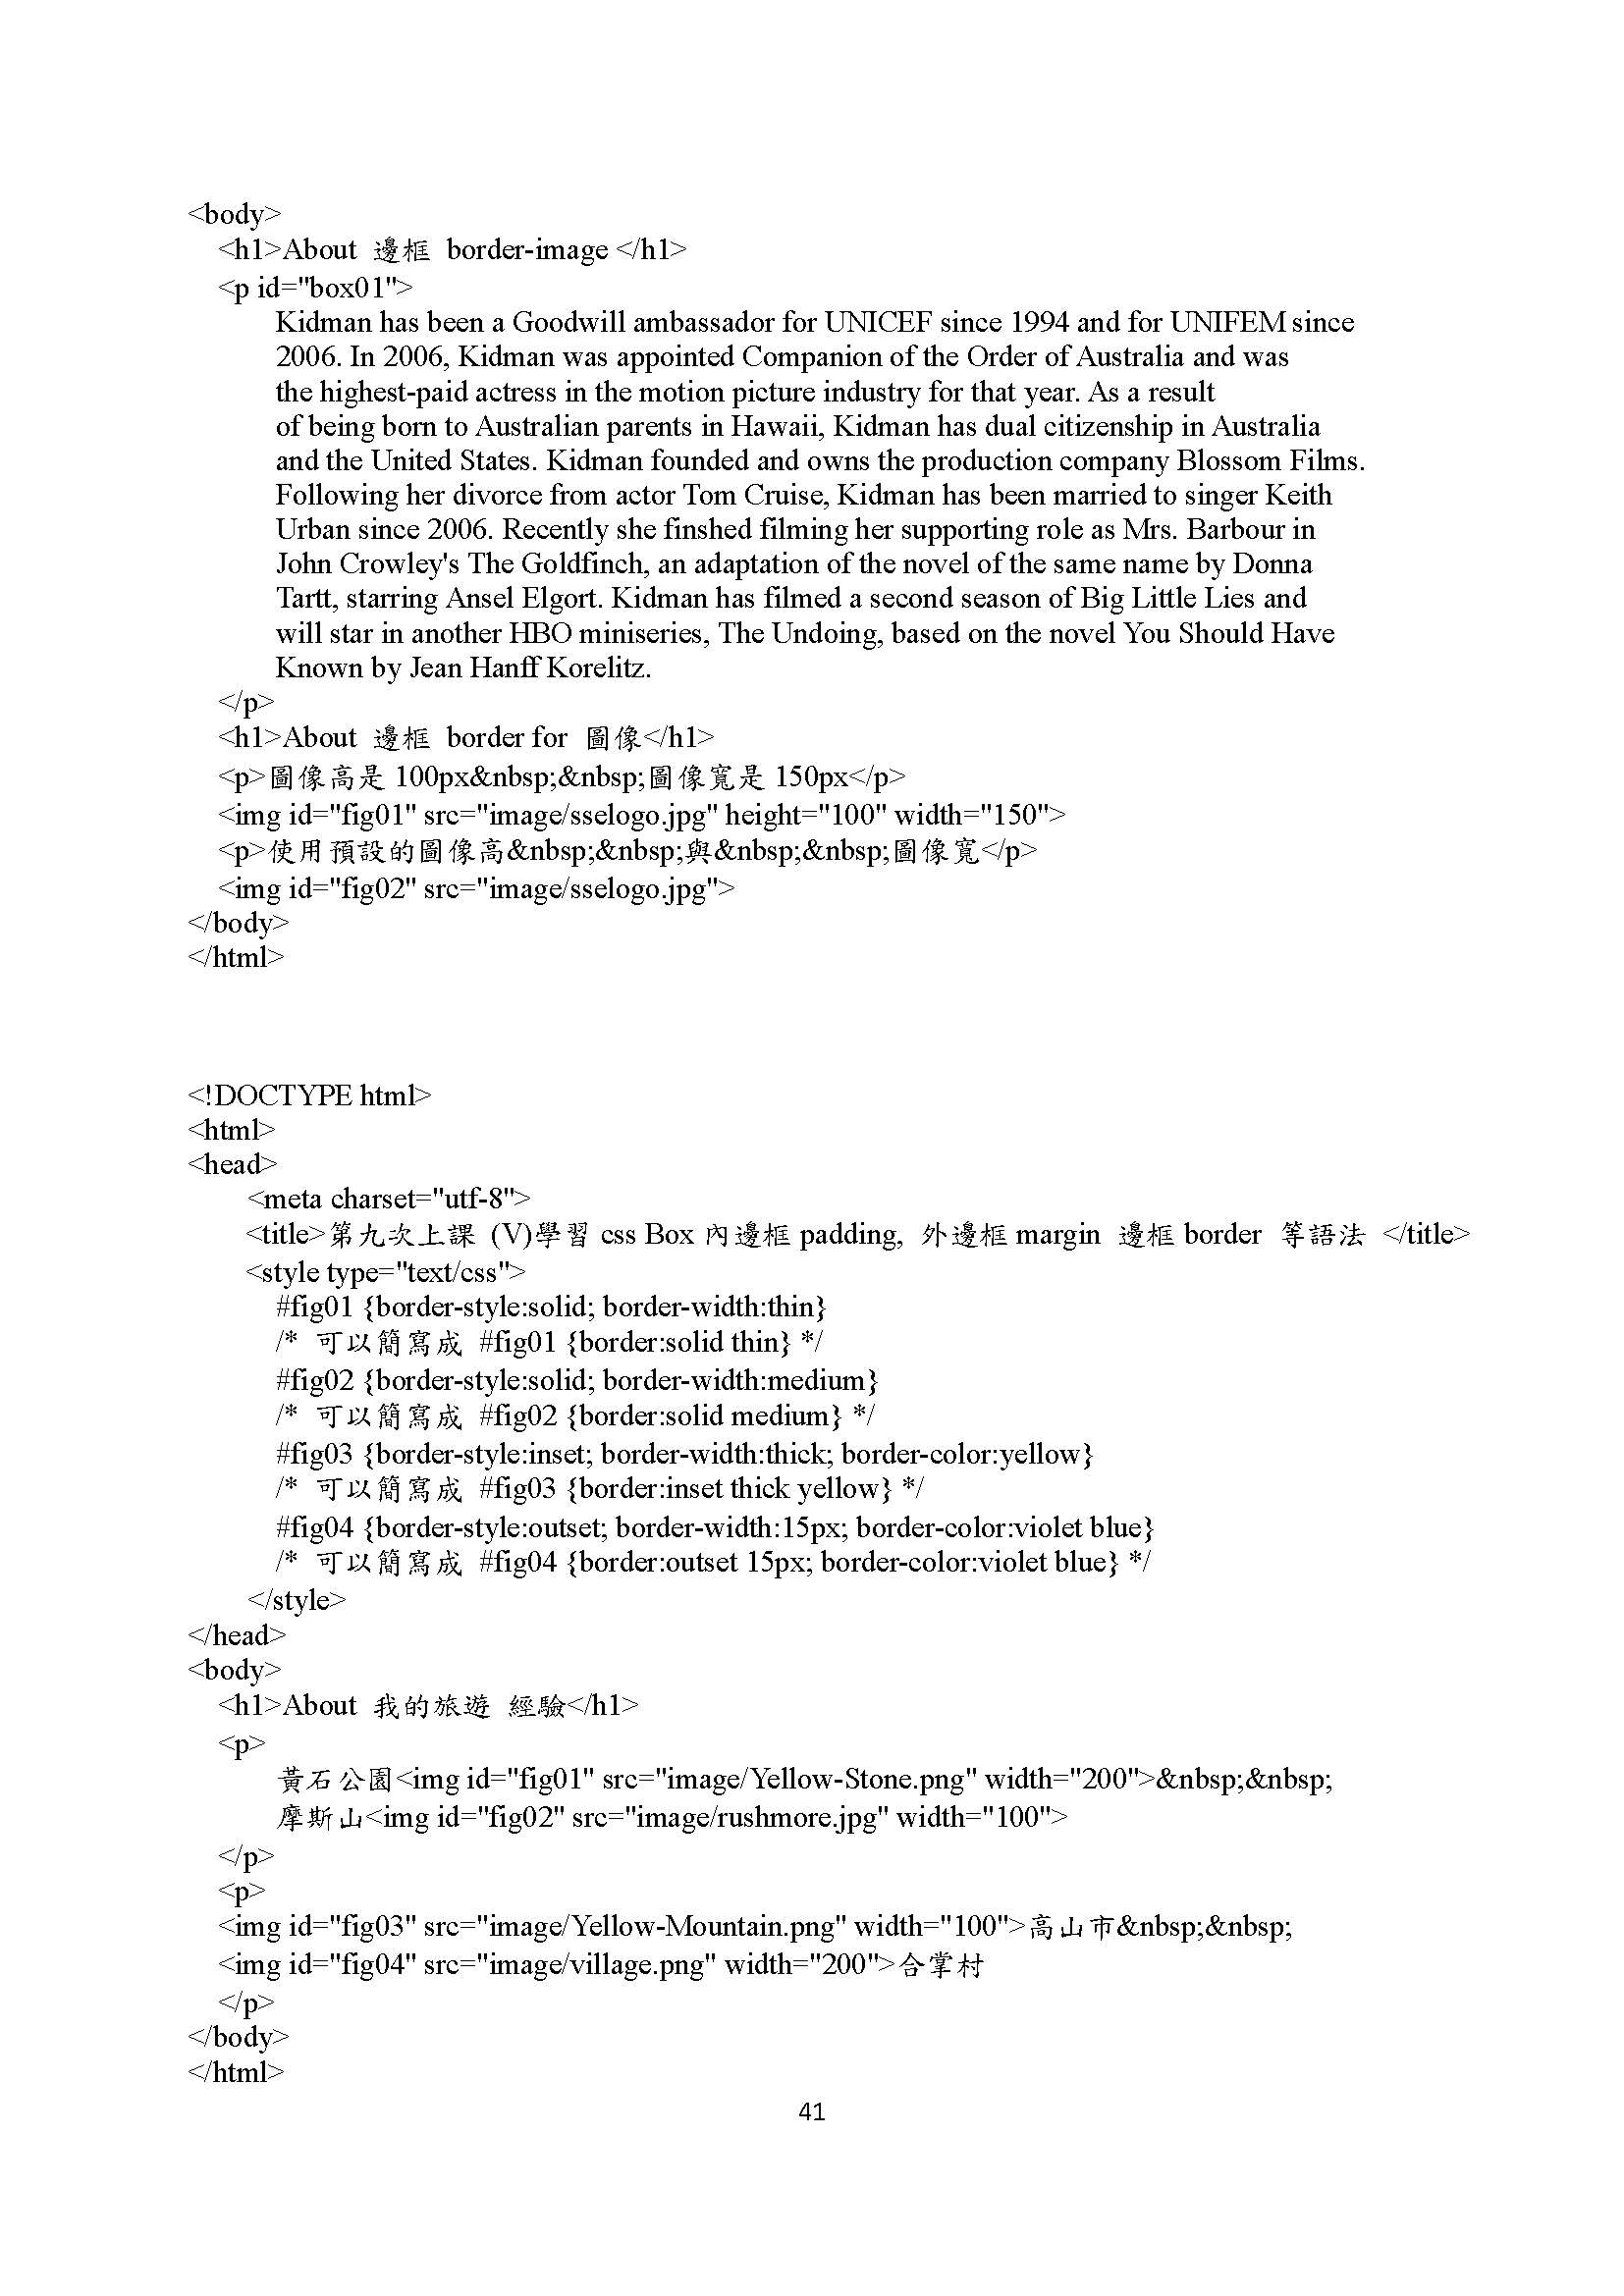 <body>
<h1>About 邊框 border-image </h1>
<p id="box01">
Kidman has been a Goodwill ambassador for UNICEF since 1994 and for UNIFEM since
2006. In 2006, Kidman was appointed Companion of the Order of Australia and was
the highest-paid actress in the motion picture industry for that year. As a result
of being born to Australian parents in Hawaii, Kidman has dual citizenship in Australia
and the United States. Kidman founded and owns the production company Blossom Films.
Following her divorce from actor Tom Cruise, Kidman has been married to singer Keith
Urban since 2006. Recently she finshed filming her supporting role as Mrs. Barbour in
John Crowley's The Goldfinch, an adaptation of the novel of the same name by Donna
Tartt, starring Ansel Elgort. Kidman has filmed a second season of Big Little Lies and
will star in another HBO miniseries, The Undoing, based on the novel You Should Have
Known by Jean Hanff Korelitz.
</p>
<h1>About 邊框 border for 圖像</h1>
<p>圖像高是 100px&nbsp;&nbsp;圖像寬是 150px</p>
<img id="fig01" src="image/sselogo.jpg" height="100" width="150">
<p>使用預設的圖像高&nbsp;&nbsp;與&nbsp;&nbsp;圖像寬</p>
<img id="fig02" src="image/sselogo.jpg">
</body>
</html>
<!DOCTYPE html>
<html>
<head>
<meta charset="utf-8">
<title>第九次上課 (V)學習 css Box 內邊框 padding, 外邊框 margin 邊框 border 等語法 </title>
<style type="text/css">
#fig01 {border-style:solid; border-width:thin}
/* 可以簡寫成 #fig01 {border:solid thin} */
#fig02 {border-style:solid; border-width:medium}
/* 可以簡寫成 #fig02 {border:solid medium} */
#fig03 {border-style:inset; border-width:thick; border-color:yellow}
/* 可以簡寫成 #fig03 {border:inset thick yellow} */
#fig04 {border-style:outset; border-width:15px; border-color:violet blue}
/* 可以簡寫成 #fig04 {border:outset 15px; border-color:violet blue} */
</style>
</head>
<body>
<h1>About 我的旅遊 經驗</h1>
<p>
黃石公園<img id="fig01" src="image/Yellow-Stone.png" width="200">&nbsp;&nbsp;
摩斯山<img id="fig02" src="image/rushmore.jpg" width="100">
</p>
<p>
<img id="fig03" src="image/Yellow-Mountain.png" width="100">高山市&nbsp;&nbsp;
<img id="fig04" src="image/village.png" width="200">合掌村
</p>
</body>
</html>
41